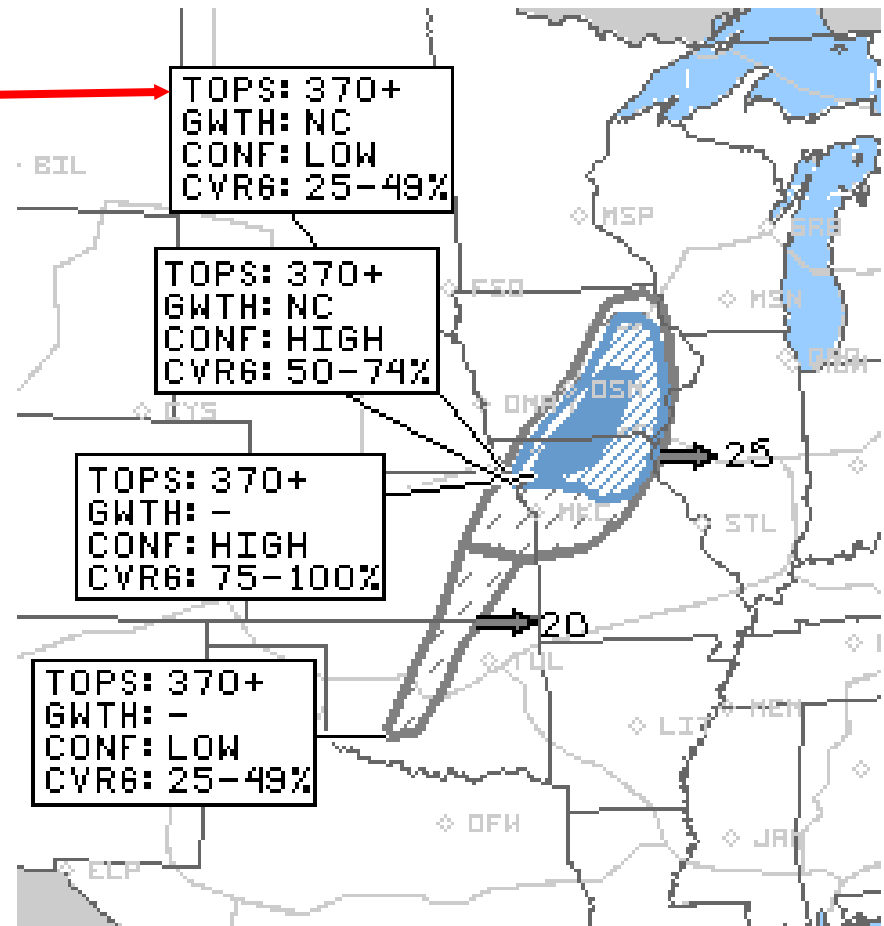 TOPS: 370+
GWTH: NC
CONF: LOW
CVRG: 25-49%
BIL
MSP
GRB
TOPS: 370+
GWTH: NC
CONF: HIGH
CVRG: 50-74%
FSD
MSN
DSM
OMA
CYS
25
TOPS: 370+
GWTH: -
CONF: HIGH
CVRG: 75-100%
MKC
STL
20
TUL
TOPS: 370+
GWTH: -
CONF: LOW
CVRG: 25-49%
MEM
LIT
DFW
JAN
ELP